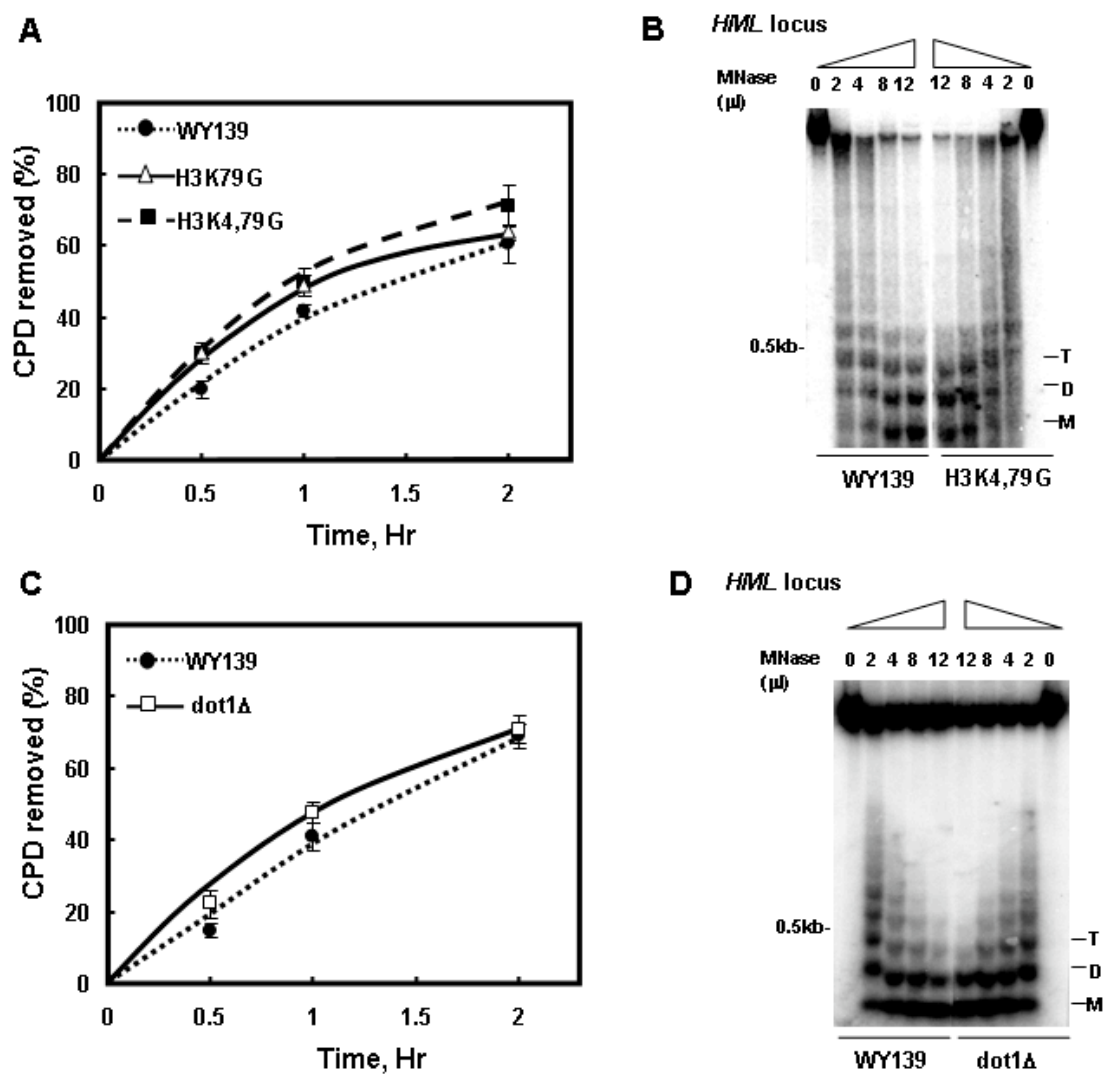 A
CPD removed (%)
100
80
60
40
20
0
WY139
H3K79G
H3K4,79G
0 0.5 1 1.5 2
Time, Hr
B
HML locus
MNase
(µl)
0 2 4 8 12 12 8 4 2 0
0.5kb-
T
D
M
WY139 H3K4,79G
C
CPD removed (%)
100
80
60
40
20
0
WY139
dot1Δ
0 0.5 1 1.5 2
Time, Hr
D
HML locus
MNase
(µl)
0 2 4 8 12 12 8 4 2 0
0.5kb-
T
D
M
WY139 dot1Δ